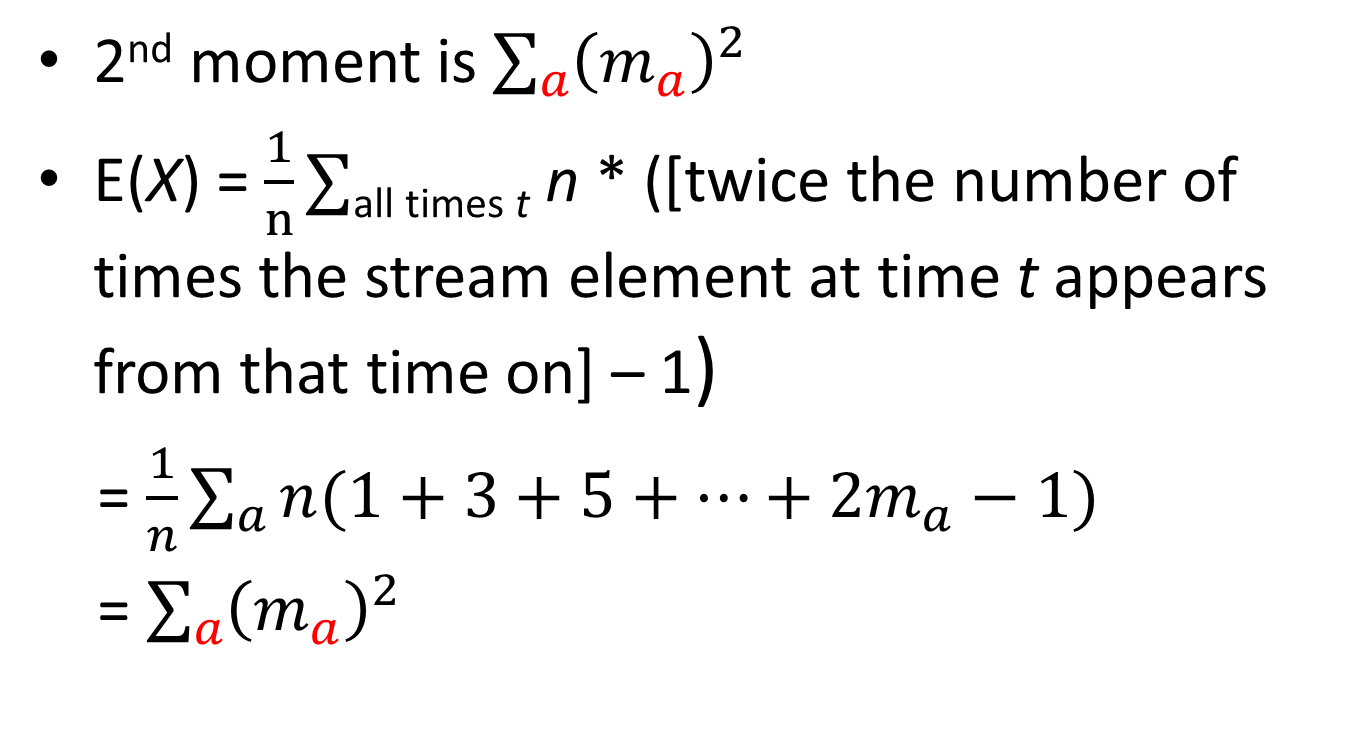 • 2nd moment is ∑ₐ(mₐ)²
• E(X) = 1/n ∑all times t n * ([twice the number of
times the stream element at time t appears
from that time on] – 1)
= 1/n ∑ₐ n(1 + 3 + 5 + ⋯ + 2mₐ − 1)
= ∑ₐ(mₐ)²